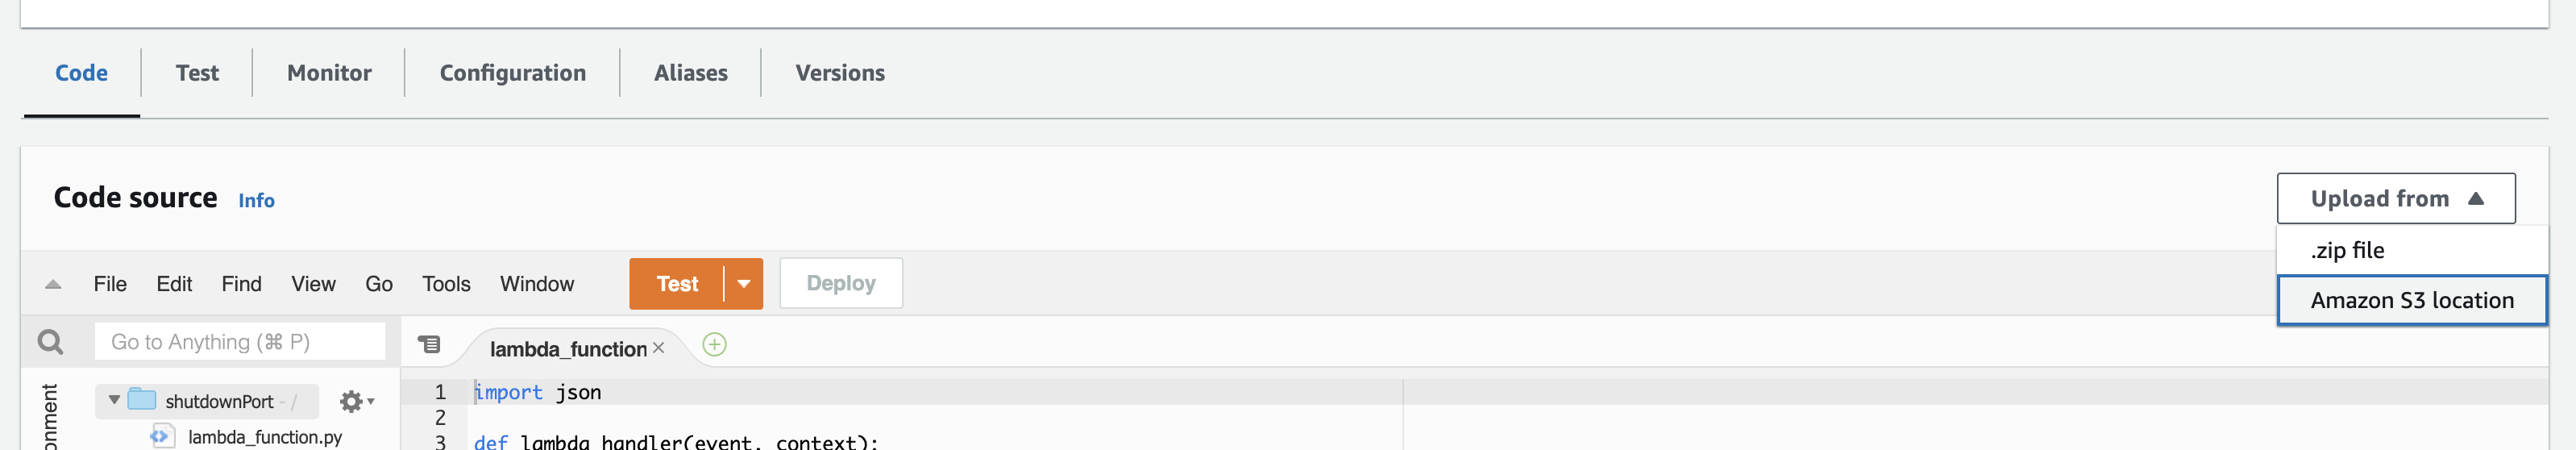 Code Test Monitor Configuration Aliases Versions
Code source Info
Upload from
.zip file
Amazon S3 location
File Edit Find View Go Tools Window Test Deploy
Go to Anything (⌘ P)
lambda_function
shutdownPort - /
lambda_function.py
onment
1 import json
2
3 def lambda_handler(event, context):